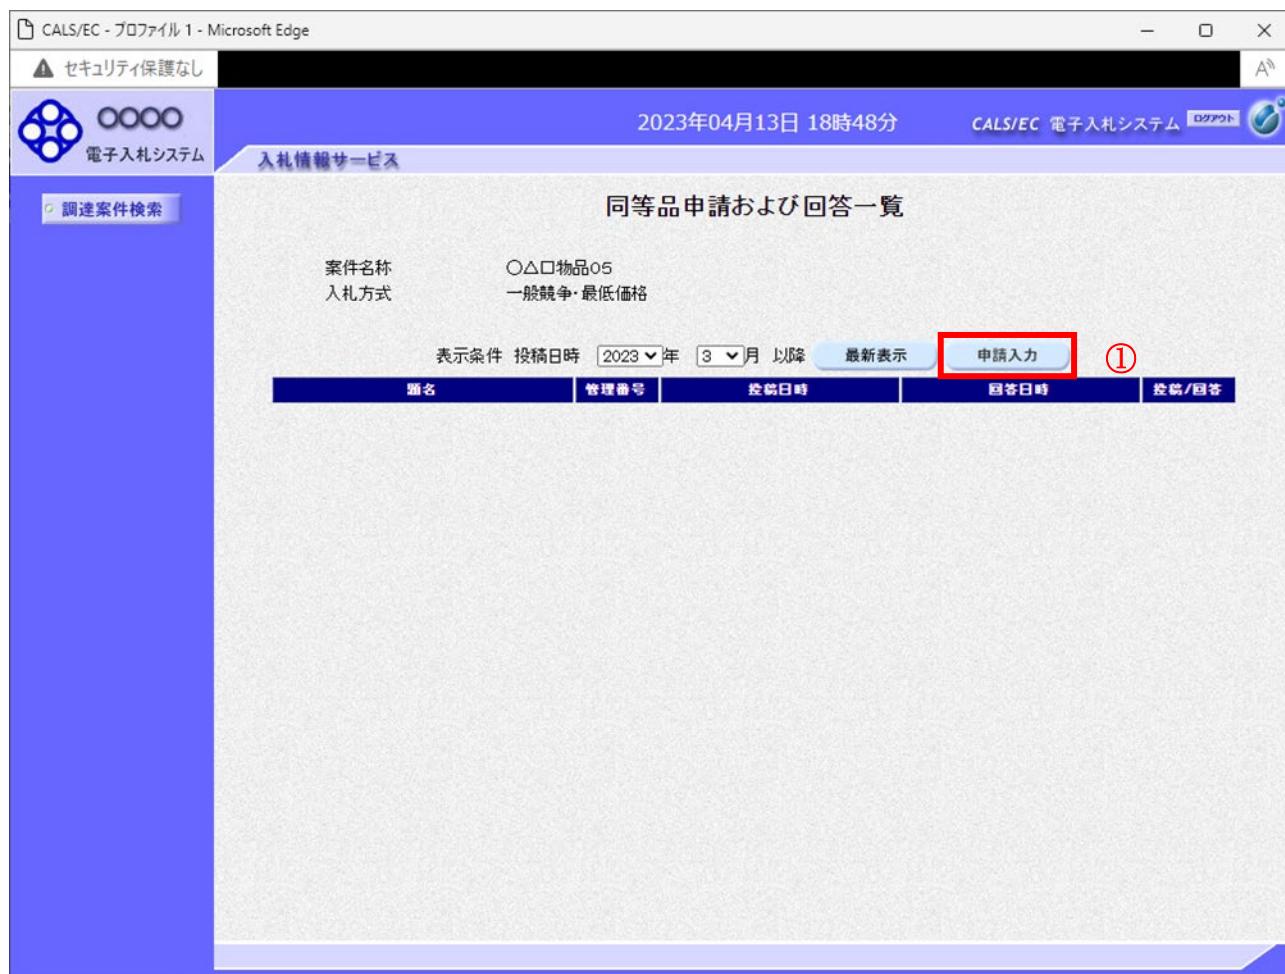 CALS/EC - プロファイル 1 - Microsoft Edge
セキュリティ保護なし
〇〇〇〇
電子入札システム
2023年04月13日 18時48分
CALS/EC 電子入札システム
ログアウト
入札情報サービス
調達案件検索
同等品申請および回答一覧
案件名称 〇△口物品05
入札方式 一般競争・最低価格
表示条件 投稿日時 2023 年 3 月 以降 最新表示 申請入力 ①
題名 管理番号 投稿日時 回答日時 投稿/回答